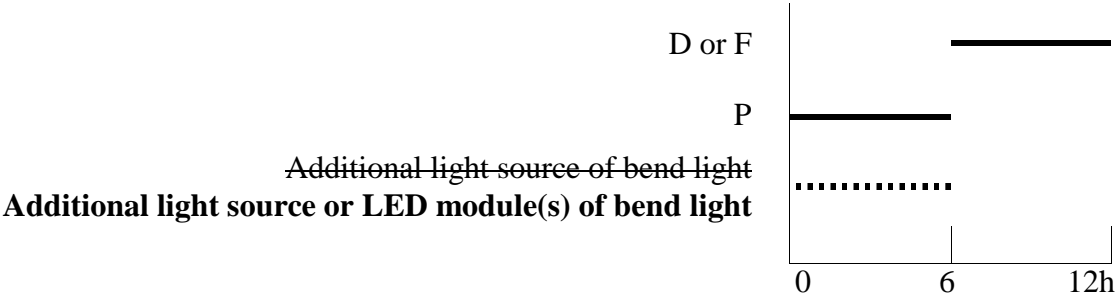 D or F
P
Additional light source of bend light
Additional light source or LED module(s) of bend light
0 6 12h